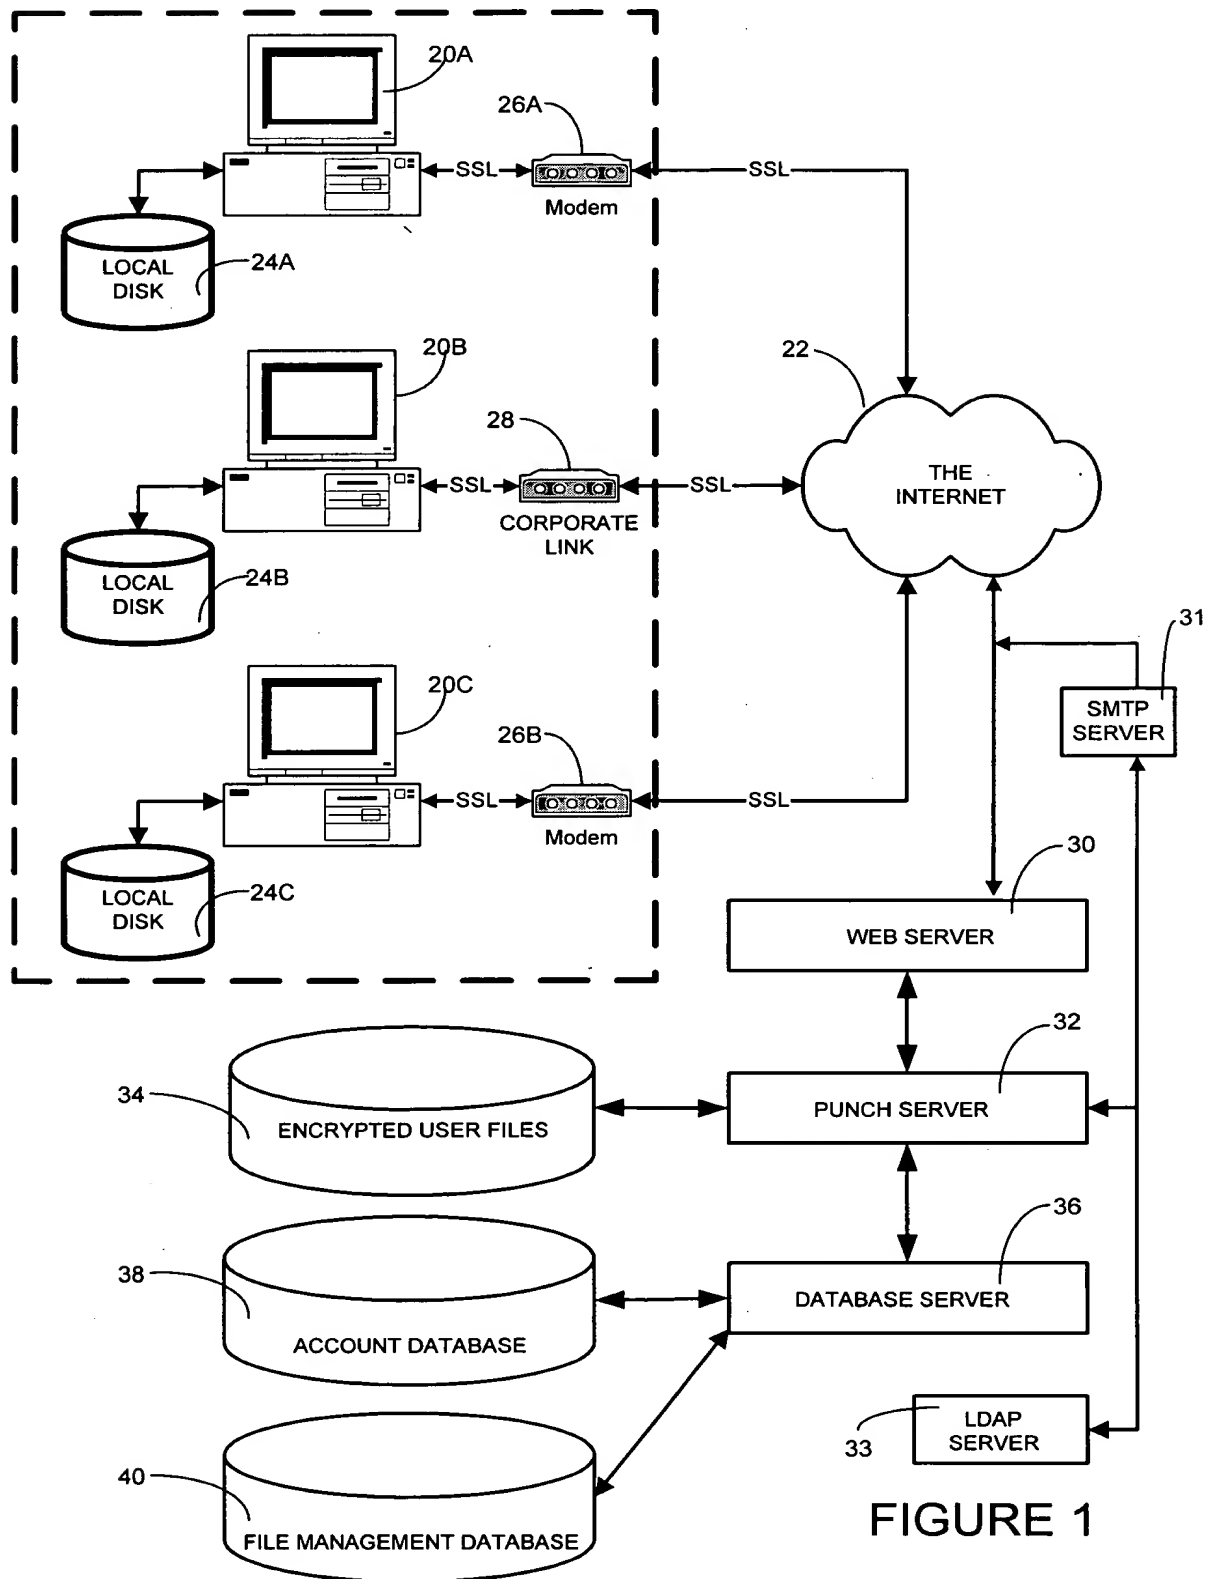 20A
26A
SSL
SSL
Modem
LOCAL
DISK
24A
20B
22
28
THE
INTERNET
SSL
SSL
CORPORATE
LINK
LOCAL
DISK
24B
31
20C
SMTP
SERVER
26B
SSL
SSL
Modem
30
LOCAL
DISK
24C
WEB SERVER
32
34
PUNCH SERVER
ENCRYPTED USER FILES
36
38
DATABASE SERVER
ACCOUNT DATABASE
LDAP
SERVER
33
40
FILE MANAGEMENT DATABASE
FIGURE 1